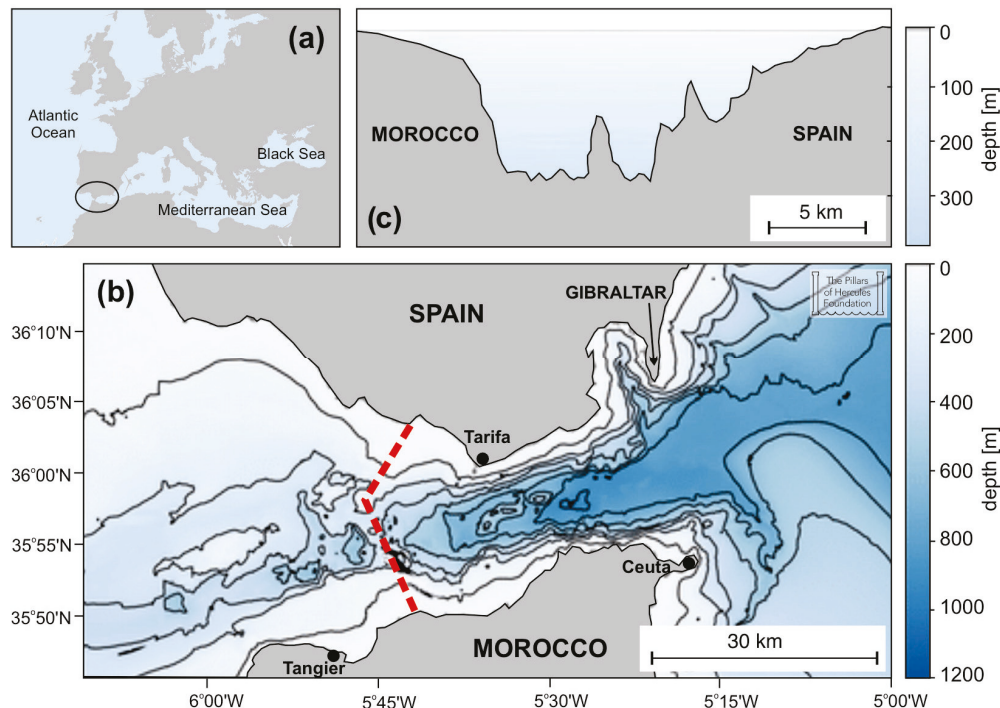 (a)
Atlantic
Ocean
Black Sea
Mediterranean Sea
MOROCCO
SPAIN
(c)
5 km
0
100
200
300
depth [m]
(b)
SPAIN
GIBRALTAR
The Pillars
of Hercules
Foundation
Tarifa
Ceuta
MOROCCO
Tangier
30 km
36°10'N
36°05'N
36°00'N
35°55'N
35°50'N
6°00'W
5°45'W
5°30'W
5°15'W
5°00'W
0
200
400
600
800
1000
1200
depth [m]